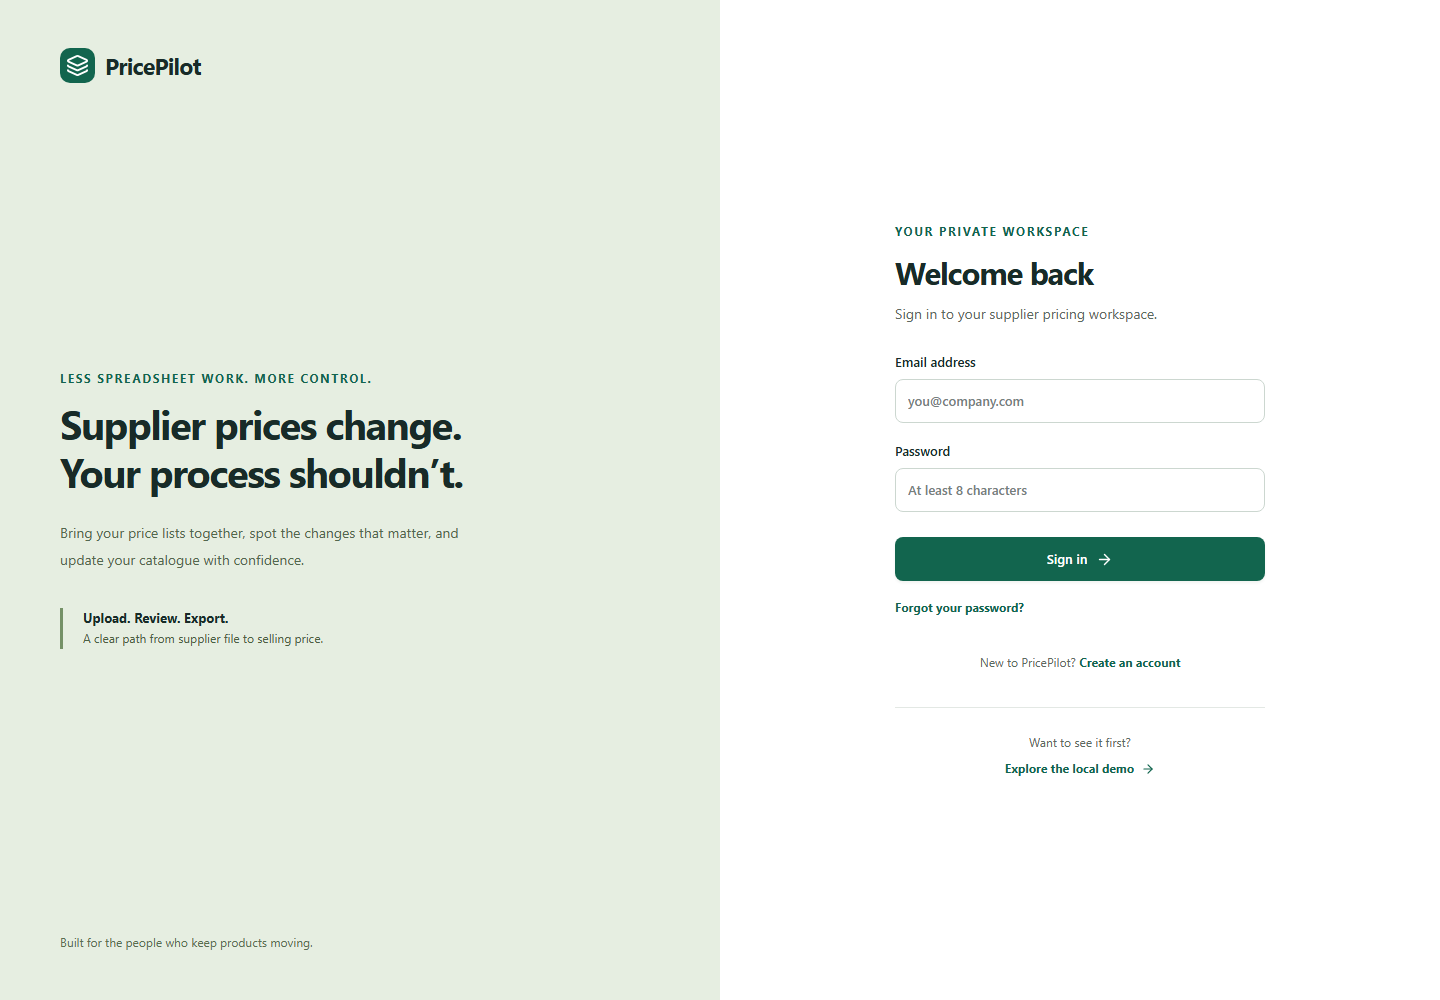 PricePilot
LESS SPREADSHEET WORK. MORE CONTROL.
Supplier prices change.
Your process shouldn’t.
Bring your price lists together, spot the changes that matter, and
update your catalogue with confidence.
Upload. Review. Export.
A clear path from supplier file to selling price.
Built for the people who keep products moving.
YOUR PRIVATE WORKSPACE
Welcome back
Sign in to your supplier pricing workspace.
Email address
you@company.com
Password
At least 8 characters
Sign in
Forgot your password?
New to PricePilot? Create an account
Want to see it first?
Explore the local demo